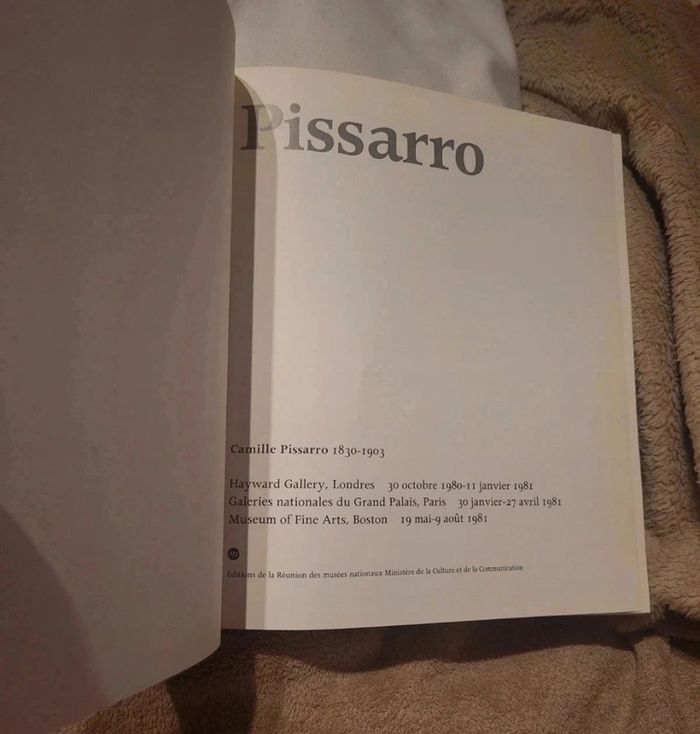 Pissarro
Camille Pissarro 1830-1903
Hayward Gallery, Londres 30 octobre 1980-11 janvier 1981
Galeries nationales du Grand Palais, Paris 30 janvier-27 avril 1981
Museum of Fine Arts, Boston 19 mai-9 août 1981
m
Editions de la Réunion des musées nationaux Ministère de la Culture et de la Communication